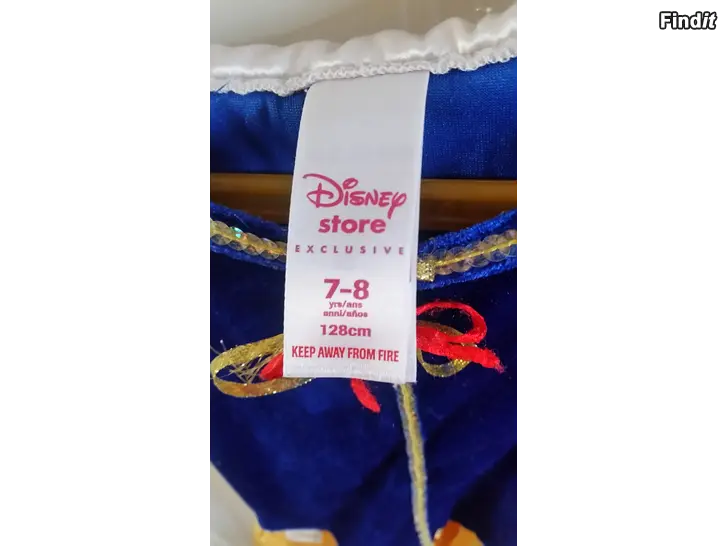 Findit
Disney
store
EXCLUSIVE
7-8
yrs/ans
anni/años
128cm
KEEP AWAY FROM FIRE